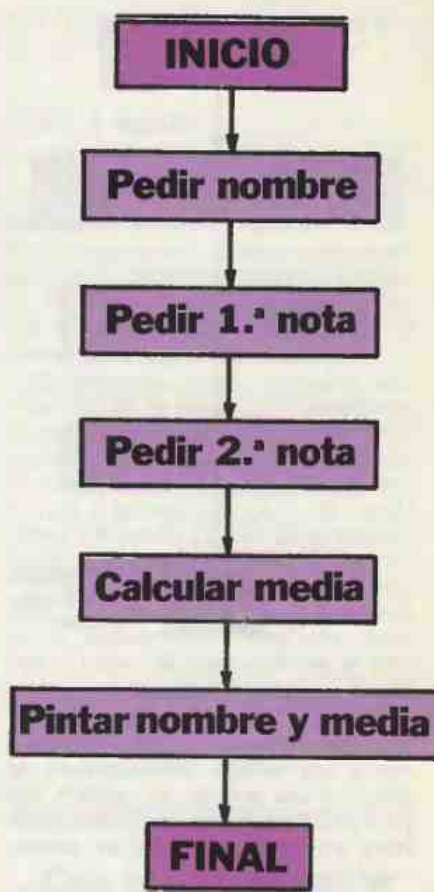 INICIO
Pedir nombre
Pedir 1.ª nota
Pedir 2.ª nota
Calcular media
Pintar nombre y media
FINAL